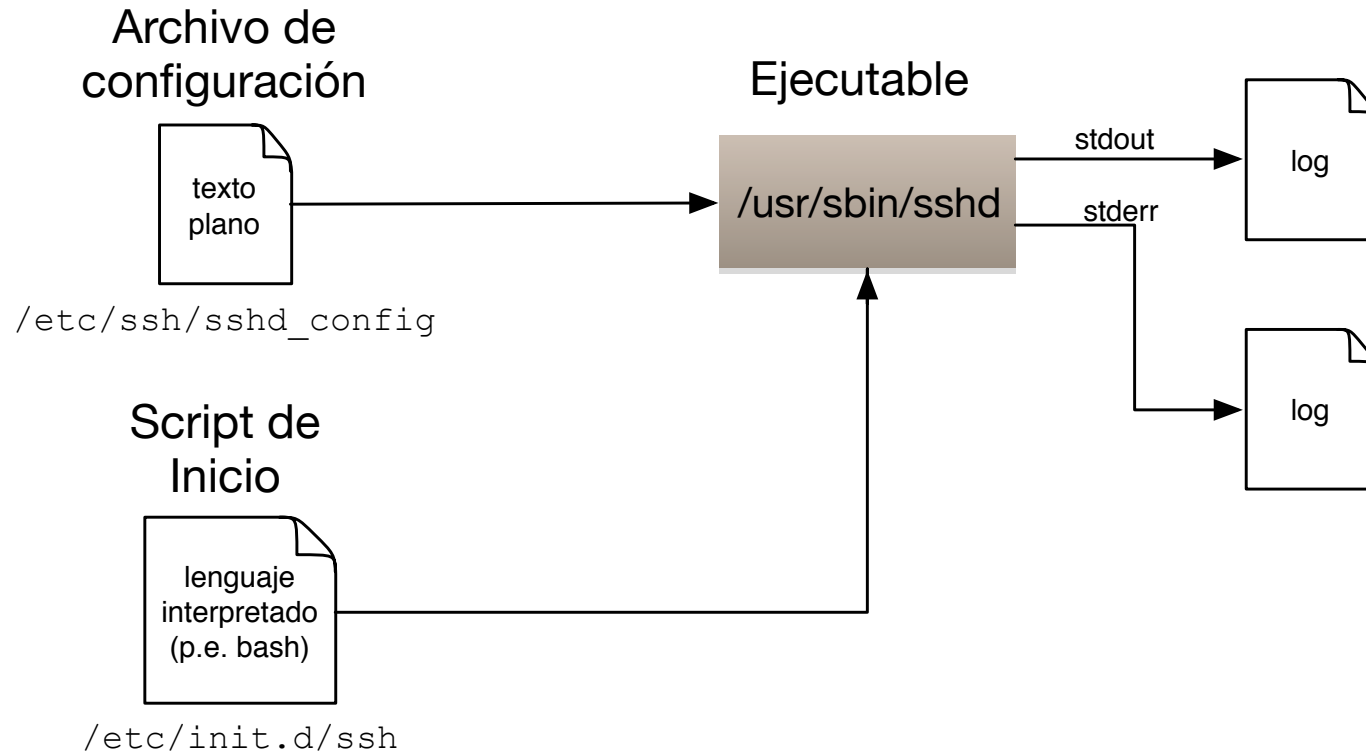 Archivo de
configuración
texto
plano
/etc/ssh/sshd_config
Script de
Inicio
lenguaje
interpretado
(p.e. bash)
/etc/init.d/ssh
Ejecutable
/usr/sbin/sshd
stdout
stderr
log
log